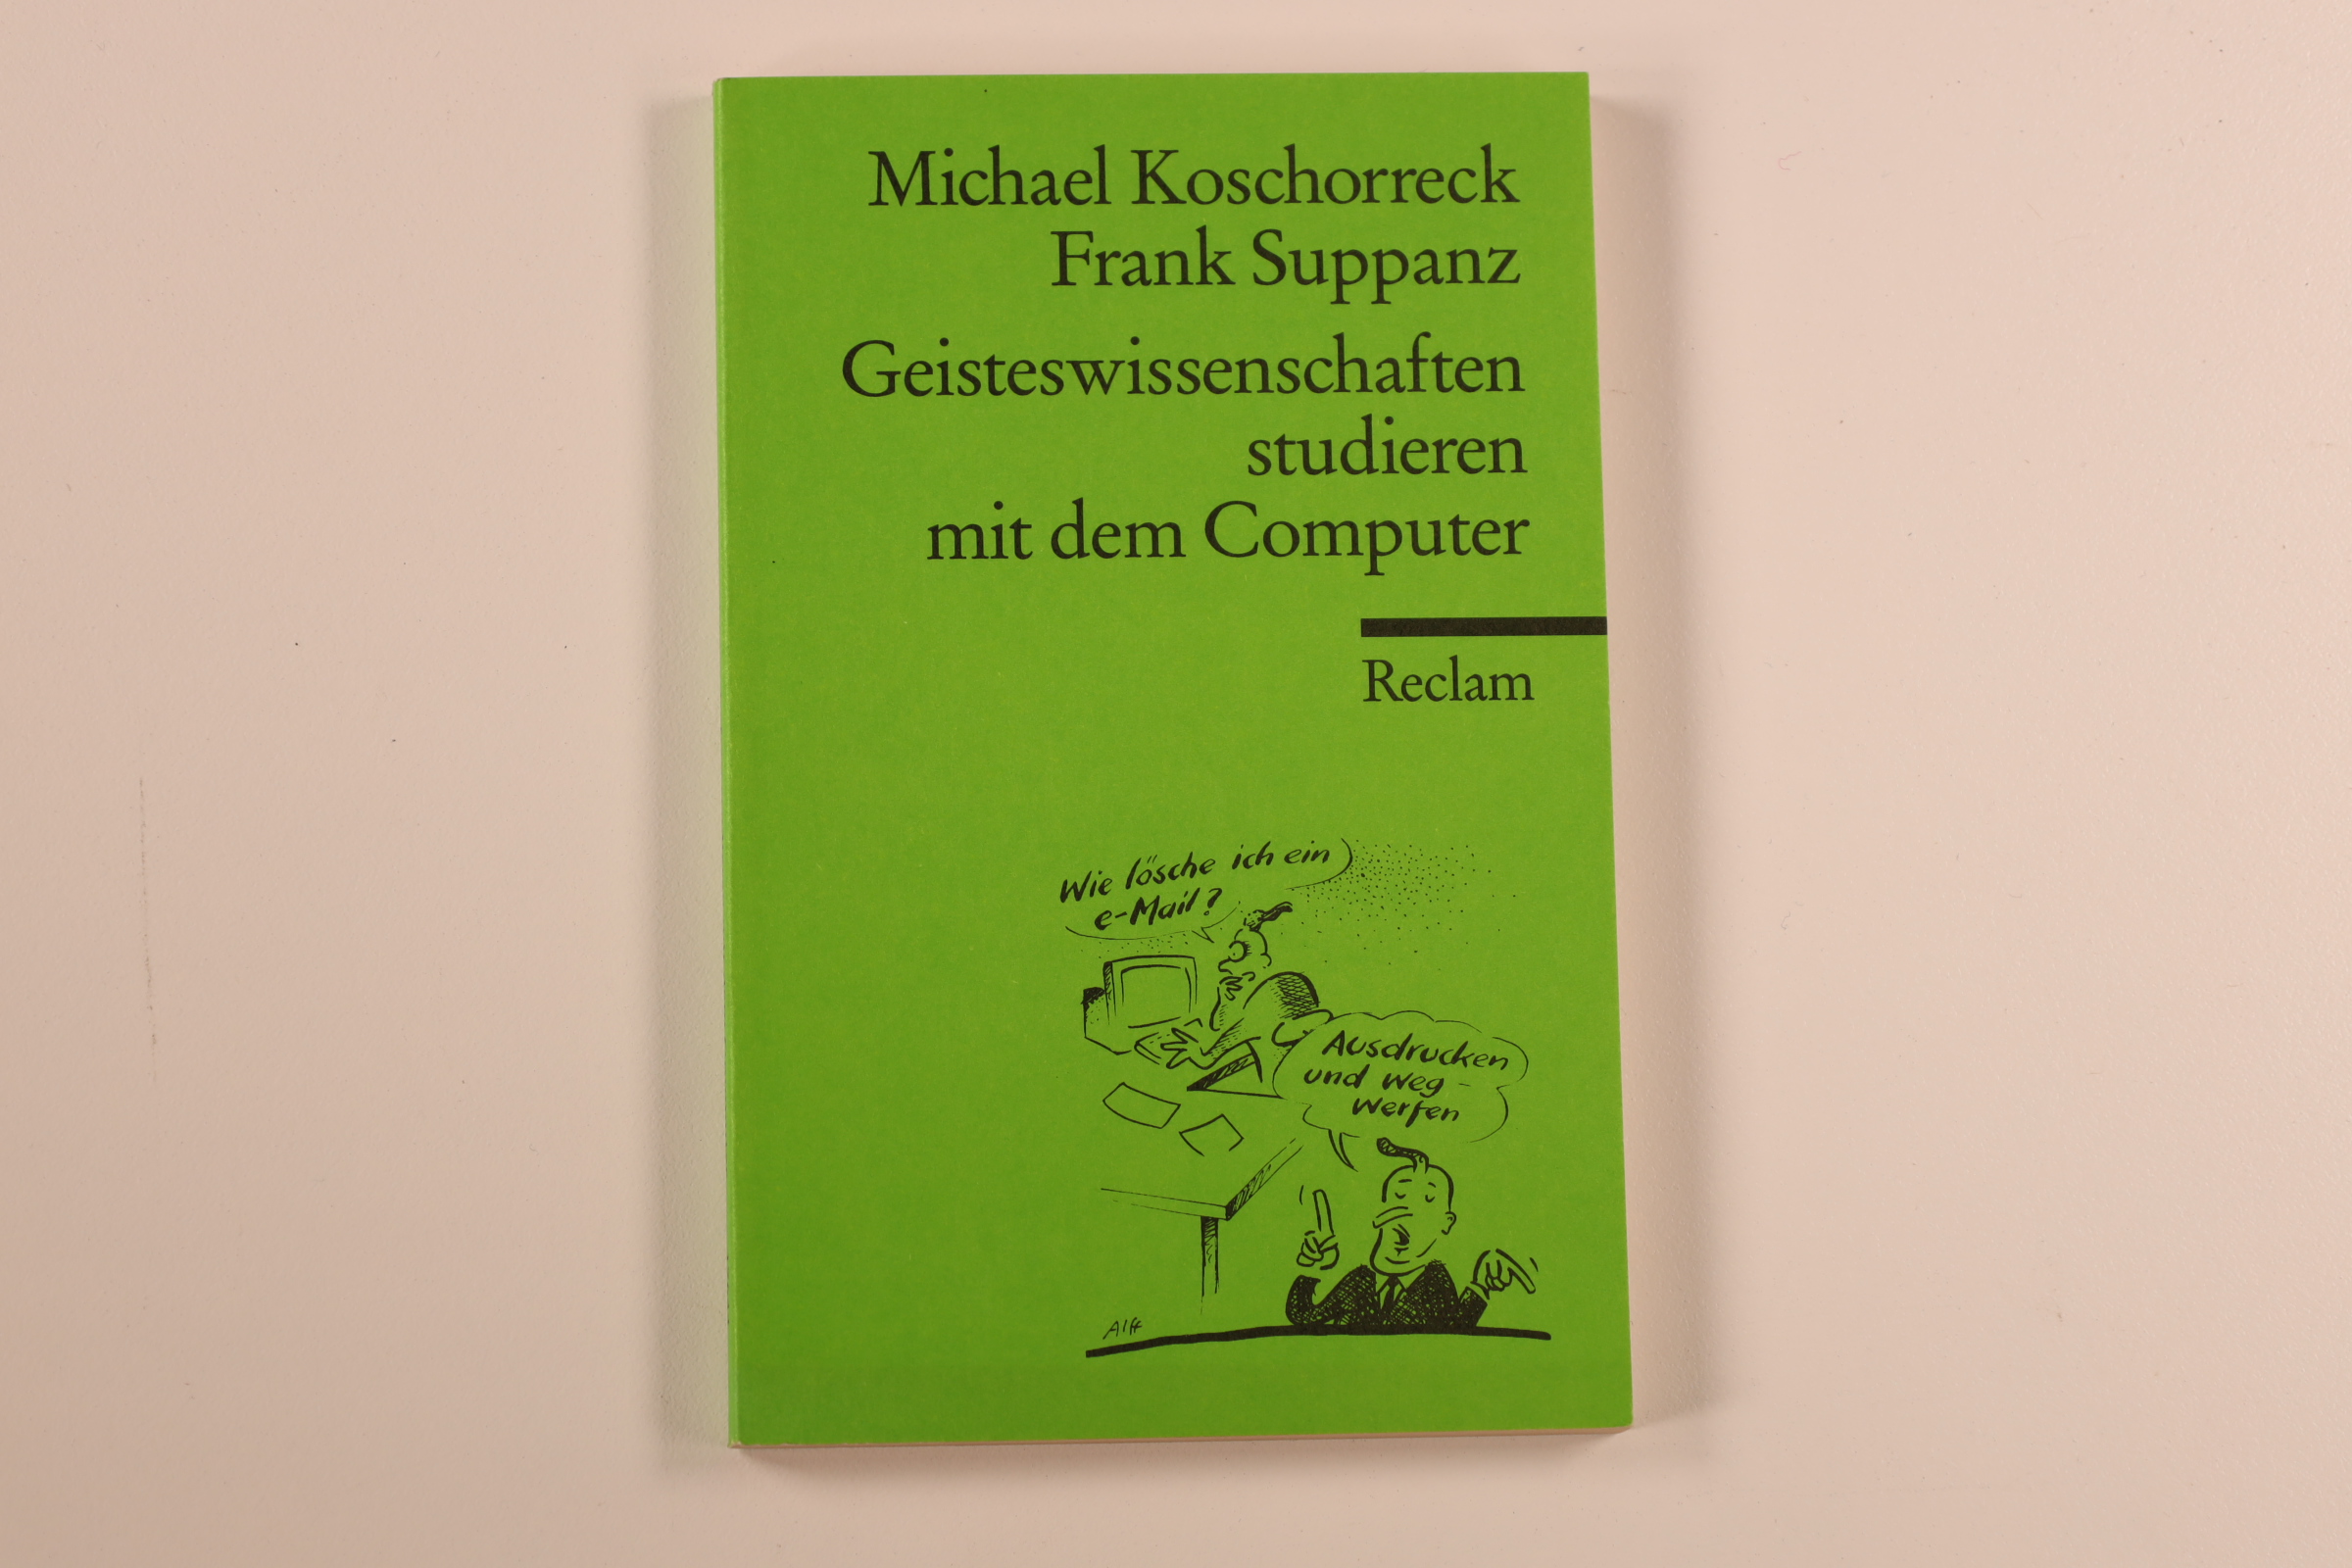 Michael Koschorreck
Frank Suppanz
Geisteswissenschaften
studieren
mit dem Computer
Reclam
Wie lösche ich ein
e-Mail?
Ausdrucken
und weg-
werfen
Alff